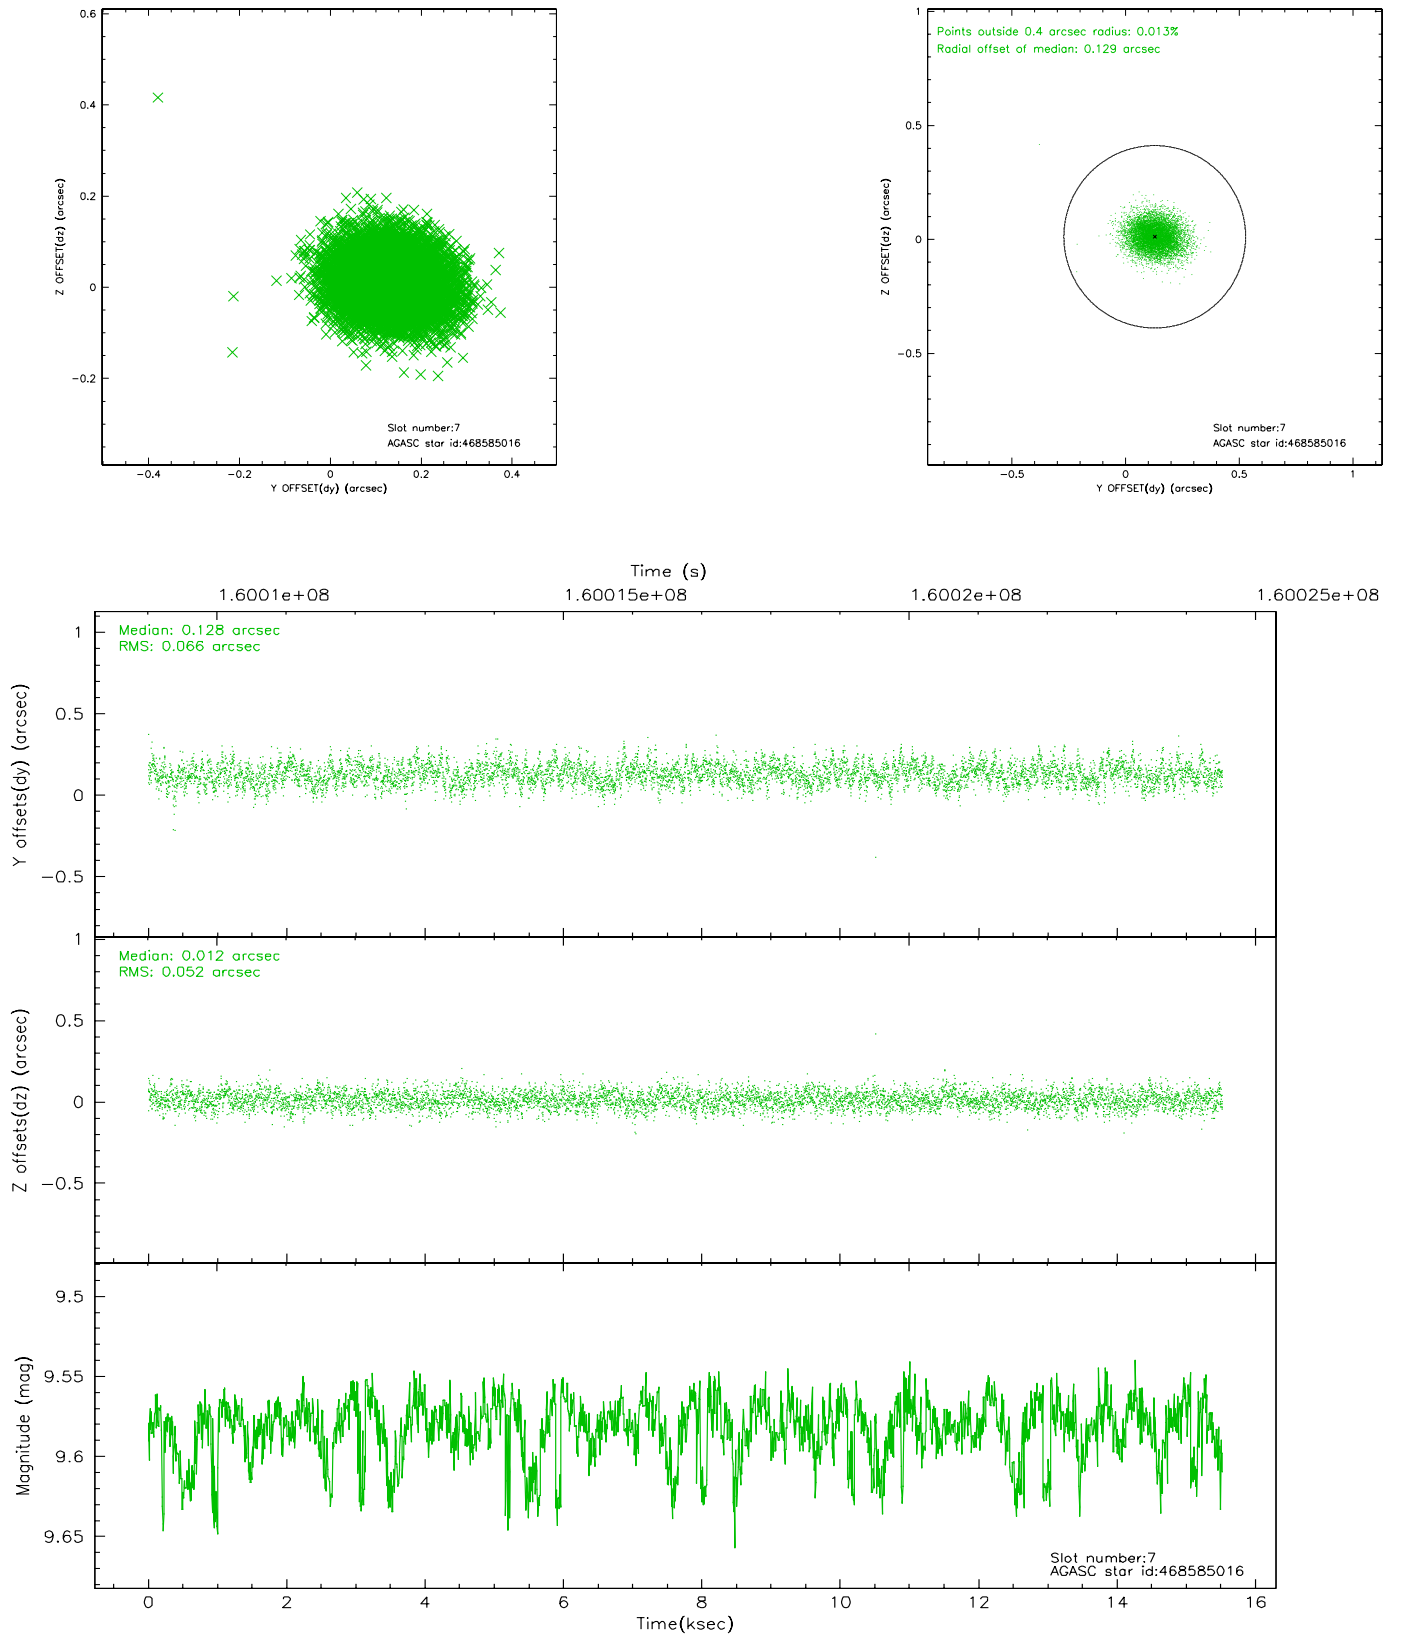 0.6
0.4
0.2
0
−0.2
Z OFFSET(dz) (arcsec)
Slot number:7
AGASC star id:468585016
−0.4
−0.2
0
0.2
0.4
Y OFFSET(dy) (arcsec)
Points outside 0.4 arcsec radius: 0.013%
Radial offset of median: 0.129 arcsec
1
0.5
0
−0.5
Z OFFSET(dz) (arcsec)
Slot number:7
AGASC star id:468585016
−0.5
0
0.5
1
Y OFFSET(dy) (arcsec)
Time (s)
1.6001e+08
1.60015e+08
1.6002e+08
1.60025e+08
Median: 0.128 arcsec
RMS: 0.066 arcsec
1
0.5
0
−0.5
Y offsets(dy) (arcsec)
Median: 0.012 arcsec
RMS: 0.052 arcsec
1
0.5
0
−0.5
Z offsets(dz) (arcsec)
9.5
9.55
9.6
9.65
Magnitude (mag)
Slot number:7
AGASC star id:468585016
0
2
4
6
8
10
12
14
16
Time(ksec)